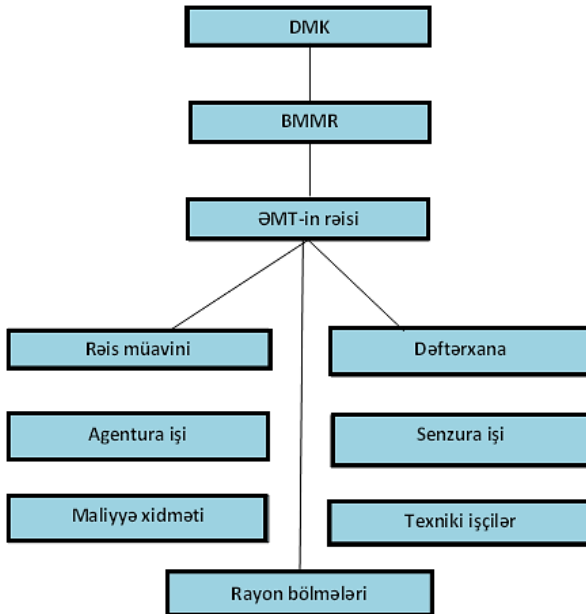 DMK
BMMR
ƏMT-in rəisi
Rəis müavini
Dəftərxana
Agentura işi
Senzura işi
Maliyyə xidməti
Texniki işçilər
Rayon bölmələri